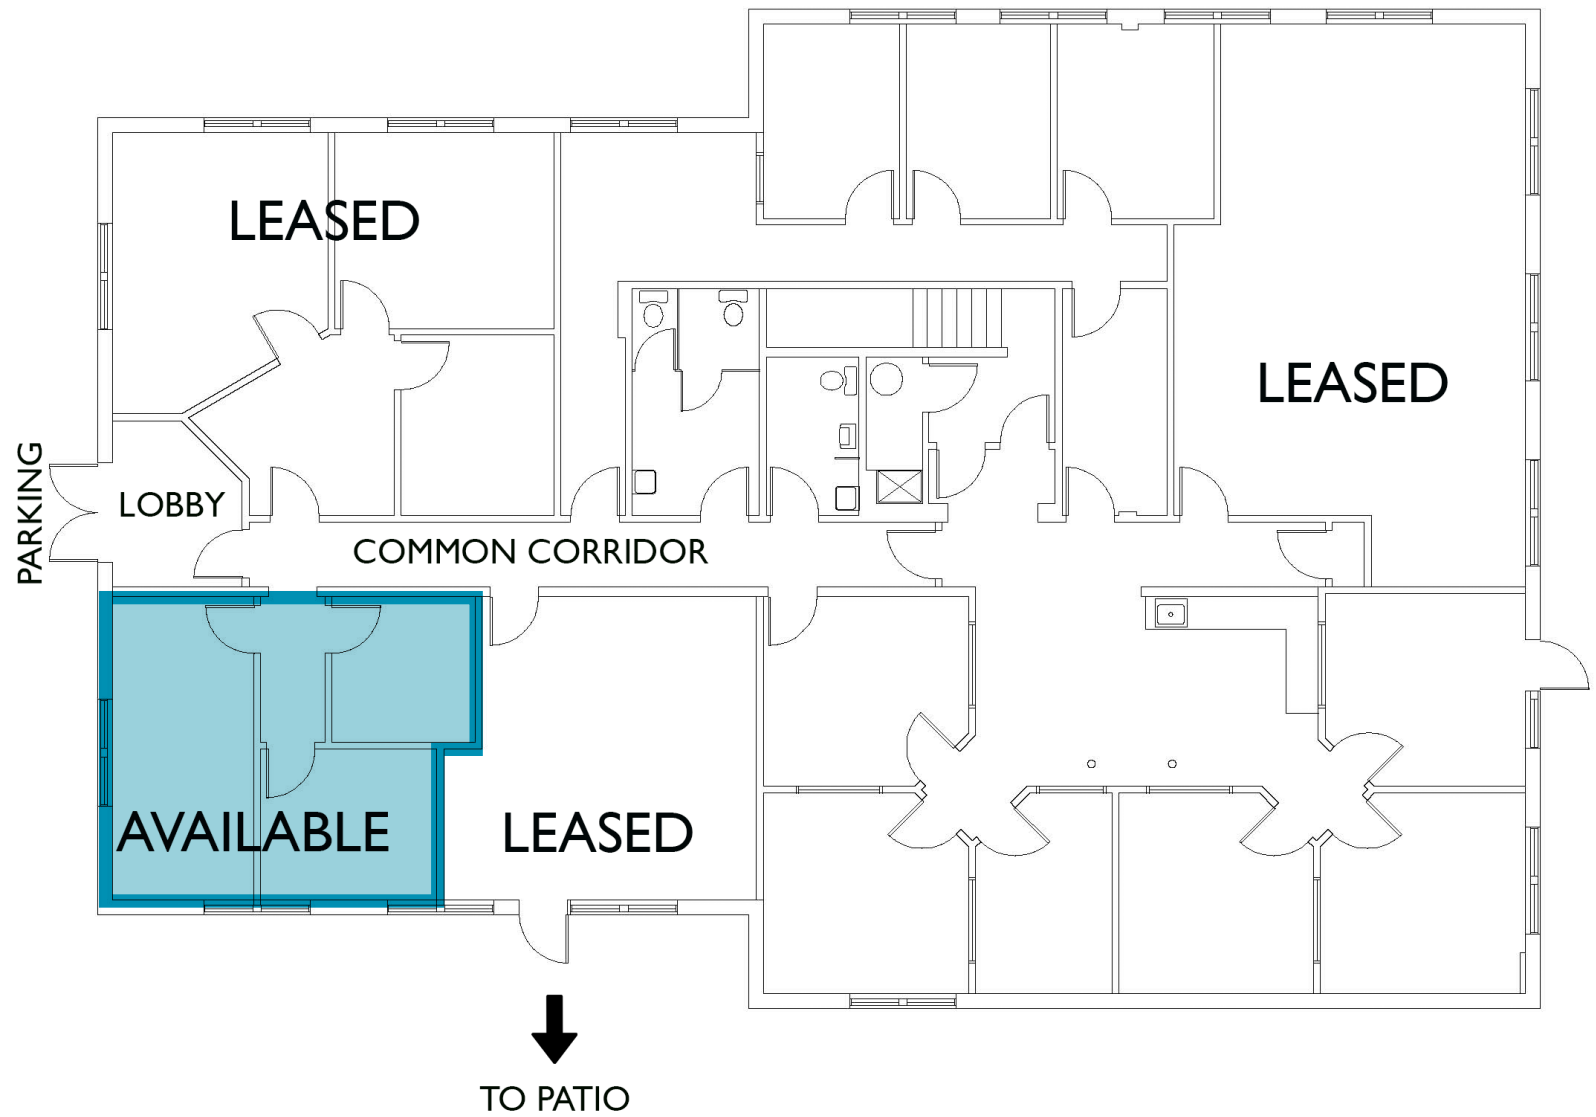 LEASED
LEASED
PARKING
LOBBY
COMMON CORRIDOR
AVAILABLE
LEASED
TO PATIO